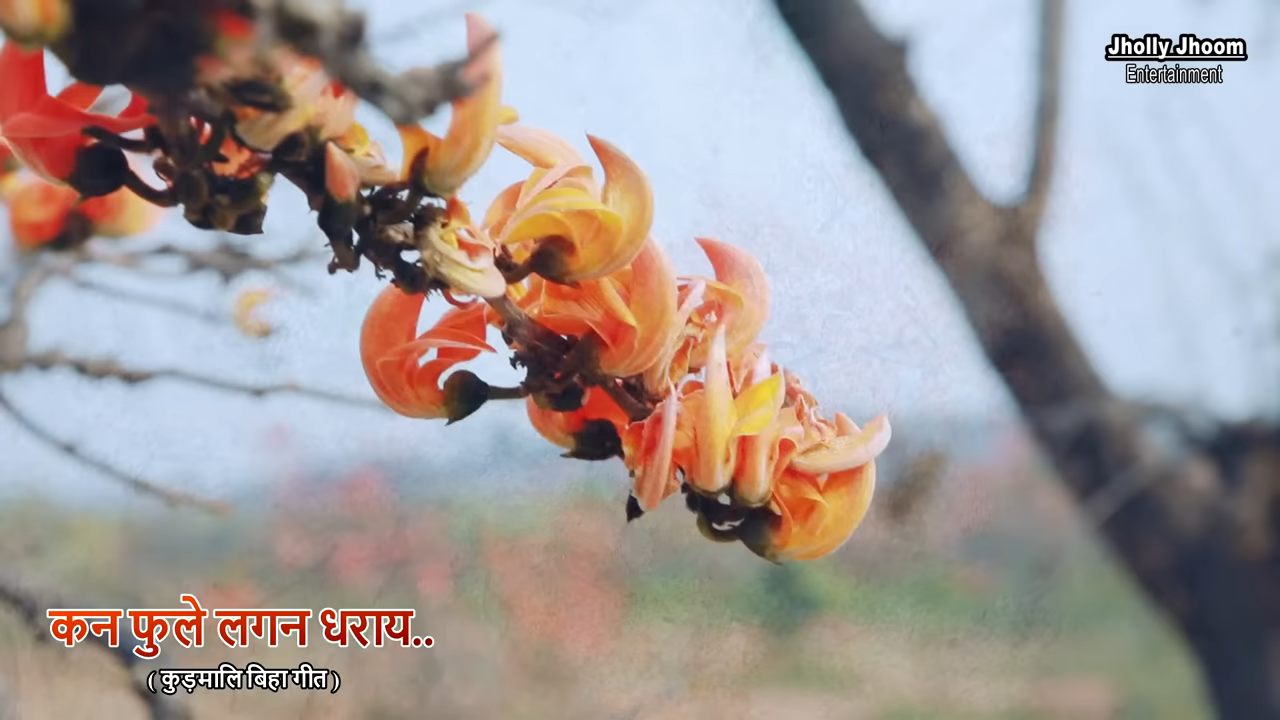 Jholly Jhoom
Entertainment
कन फुले लगन धराय..
( कुड़मालि बिहा गीत )